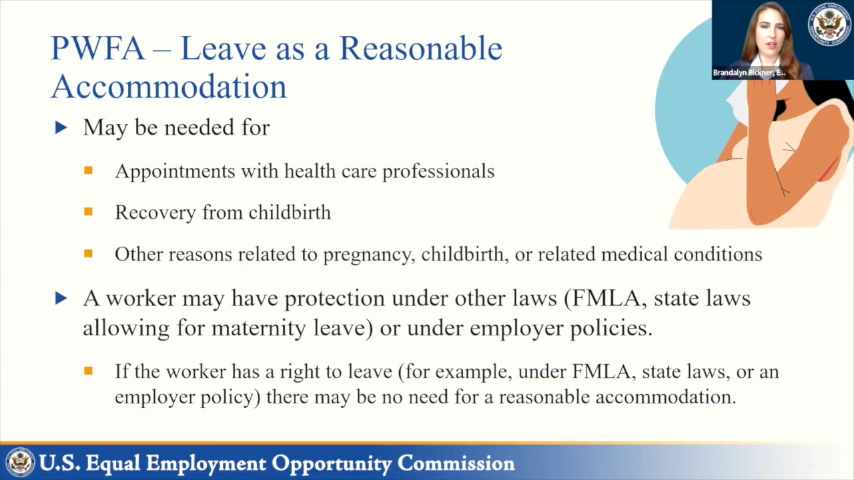 PWFA – Leave as a Reasonable
Accommodation
May be needed for
Appointments with health care professionals
Recovery from childbirth
Other reasons related to pregnancy, childbirth, or related medical conditions
A worker may have protection under other laws (FMLA, state laws
allowing for maternity leave) or under employer policies.
If the worker has a right to leave (for example, under FMLA, state laws, or an
employer policy) there may be no need for a reasonable accommodation.
Brandalyn Bickner, E...
U.S. Equal Employment Opportunity Commission